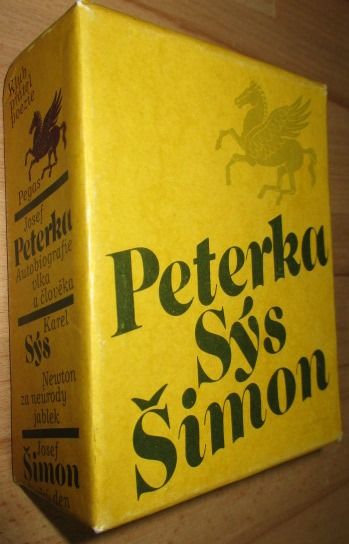 Klub
přátel
poezie
Pegas
Josef
Peterka
Autobiografie
vlka
a člověka
Karel
Sýs
Newton
za neúrody
jablek
Josef
Šimon
den
Peterka
Sýs
Šimon